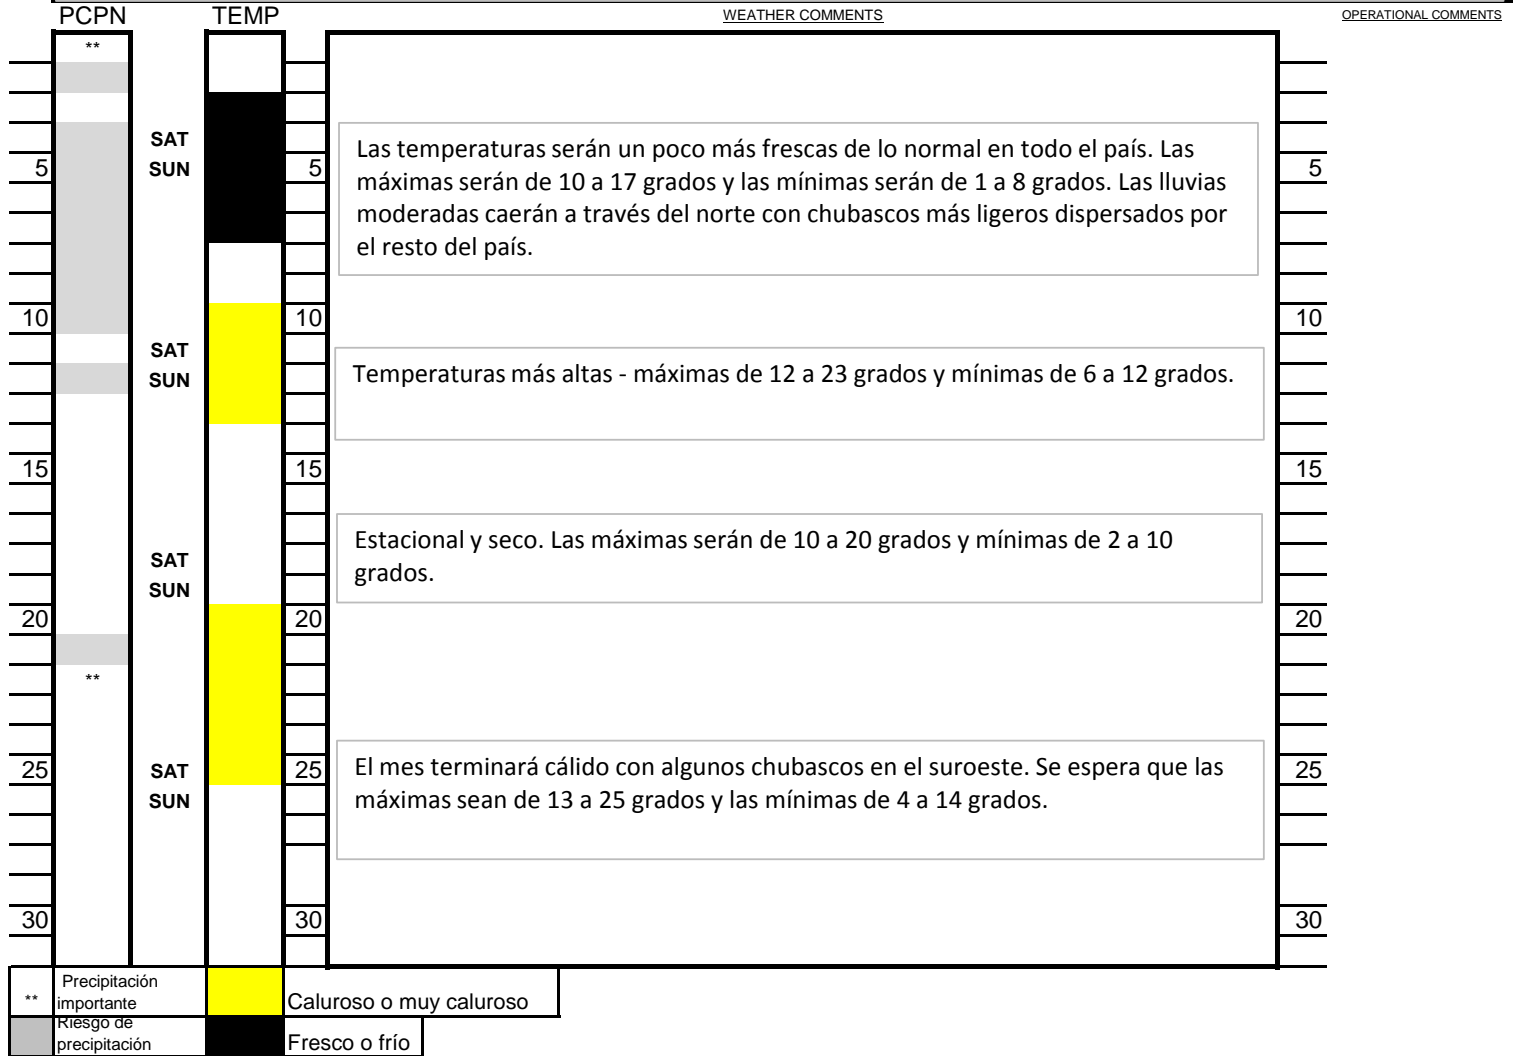 PCPN TEMP WEATHER COMMENTS OPERATIONAL COMMENTS
**
SAT
5 SUN 5 5
Las temperaturas serán un poco más frescas de lo normal en todo el país. Las
máximas serán de 10 a 17 grados y las mínimas serán de 1 a 8 grados. Las lluvias
moderadas caerán a través del norte con chubascos más ligeros dispersados por
el resto del país.
10 10 10
SAT
SUN
Temperaturas más altas - máximas de 12 a 23 grados y mínimas de 6 a 12 grados.
15 15 15
Estacional y seco. Las máximas serán de 10 a 20 grados y mínimas de 2 a 10
grados.
SAT
SUN
20 20 20
**
25 SAT 25 25
SUN
El mes terminará cálido con algunos chubascos en el suroeste. Se espera que las
máximas sean de 13 a 25 grados y las mínimas de 4 a 14 grados.
30 30 30
** Precipitación
importante
Caluroso o muy caluroso
Riesgo de
precipitación
Fresco o frío